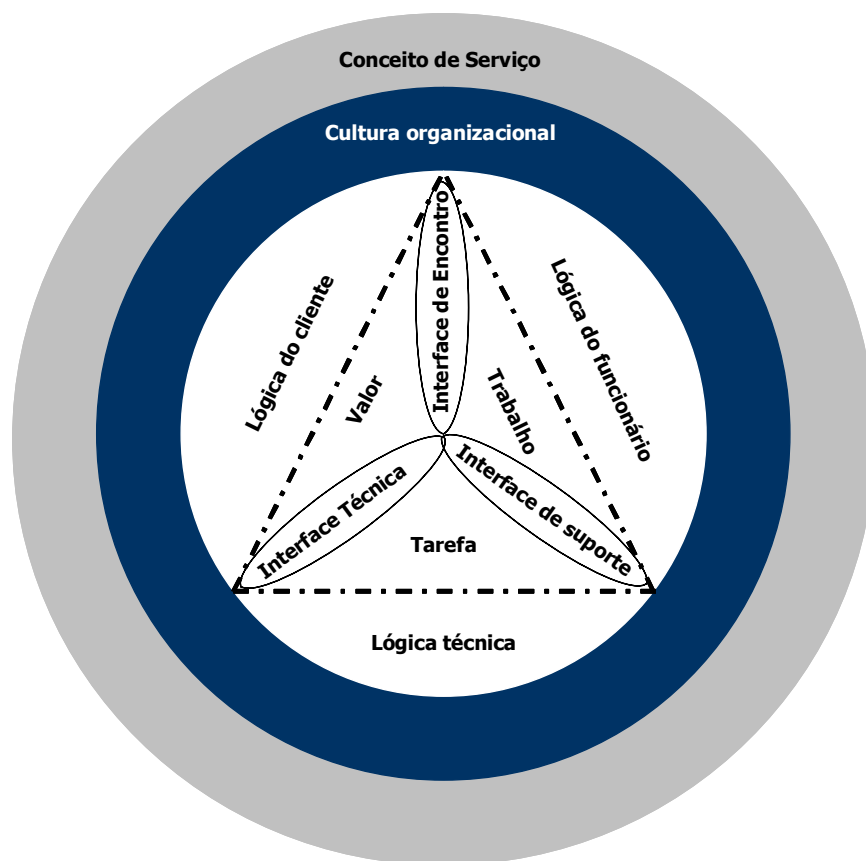 Conceito de Serviço
Cultura organizacional
Interface de Encontro
Lógica do cliente
Lógica do funcionário
Valor
Trabalho
Interface Técnica
Interface de suporte
Tarefa
Lógica técnica